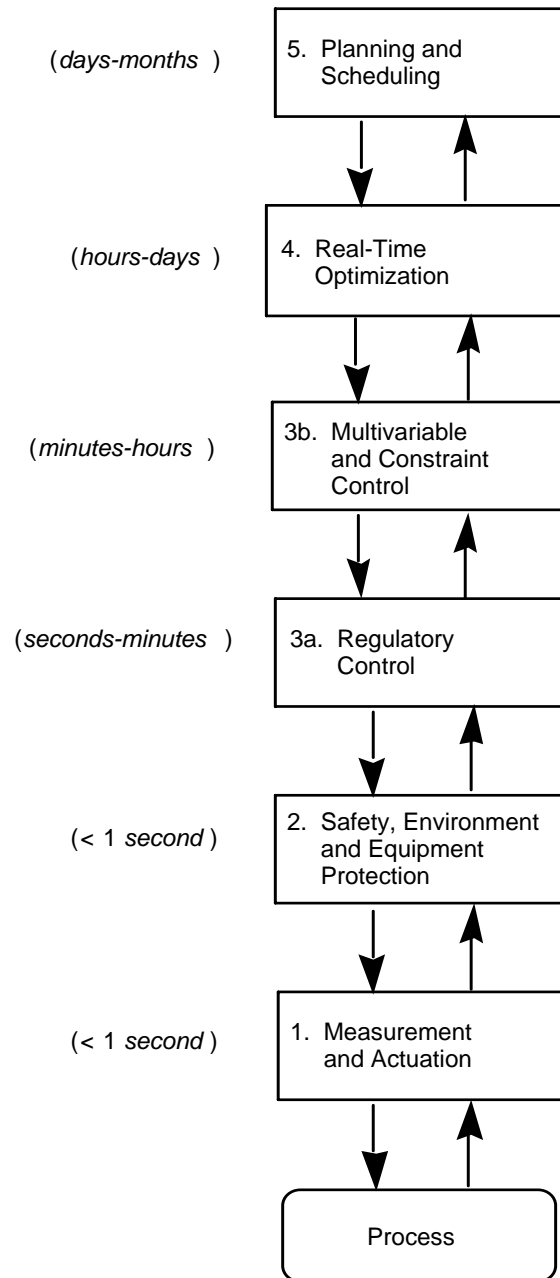 (days-months )
5. Planning and
Scheduling
(hours-days )
4. Real-Time
Optimization
(minutes-hours )
3b. Multivariable
and Constraint
Control
(seconds-minutes )
3a. Regulatory
Control
(< 1 second )
2. Safety, Environment
and Equipment
Protection
(< 1 second )
1. Measurement
and Actuation
Process